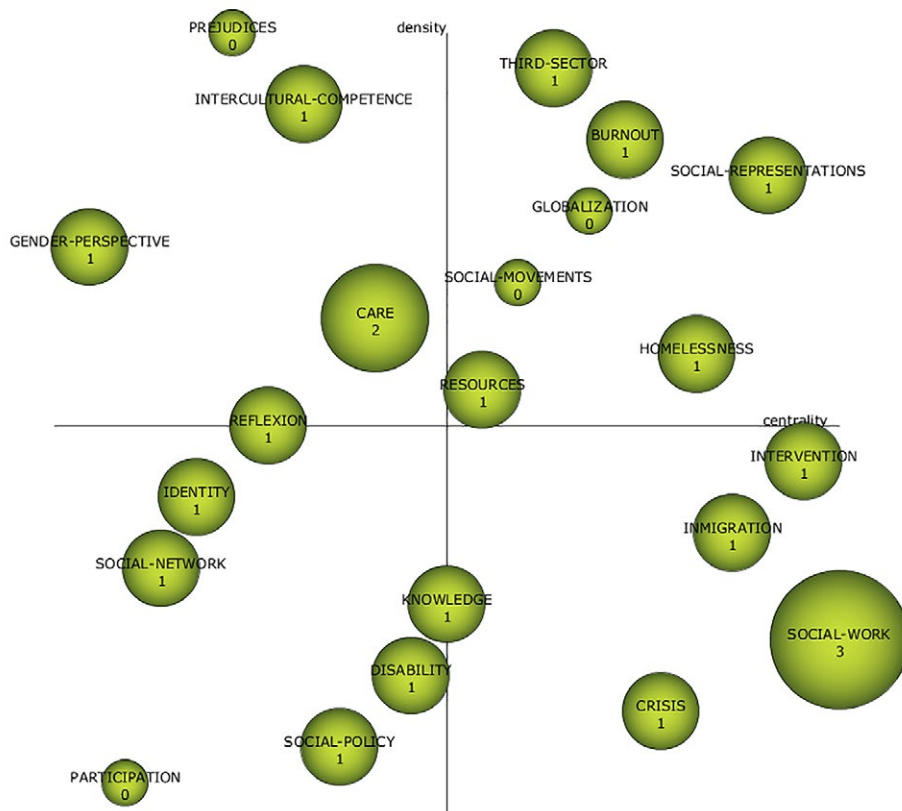 PREJUDICES
0
density
THIRD-SECTOR
1
INTERCULTURAL-COMPETENCE
1
BURNOUT
1
SOCIAL-REPRESENTATIONS
1
GLOBALIZATION
0
GENDER-PERSPECTIVE
1
SOCIAL-MOVEMENTS
0
CARE
2
HOMELESSNESS
1
RESOURCES
1
REFLEXION
1
centrality
INTERVENTION
1
IDENTITY
1
INMIGRATION
1
SOCIAL-NETWORK
1
KNOWLEDGE
1
SOCIAL-WORK
3
DISABILITY
1
CRISIS
1
SOCIAL-POLICY
1
PARTICIPATION
0